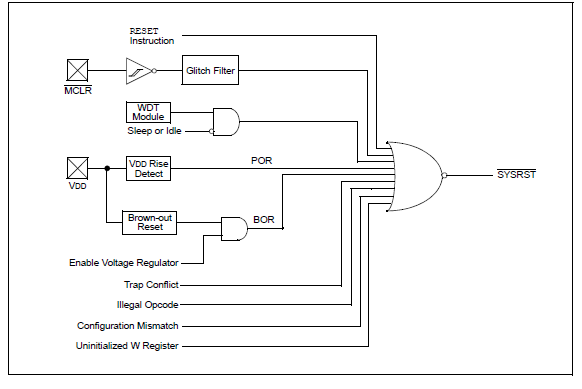 RESET
Instruction
Glitch Filter
MCLR
WDT
Module
Sleep or Idle
VDD Rise
Detect
POR
VDD
SYSRST
Brown-out
Reset
BOR
Enable Voltage Regulator
Trap Conflict
Illegal Opcode
Configuration Mismatch
Uninitialized W Register